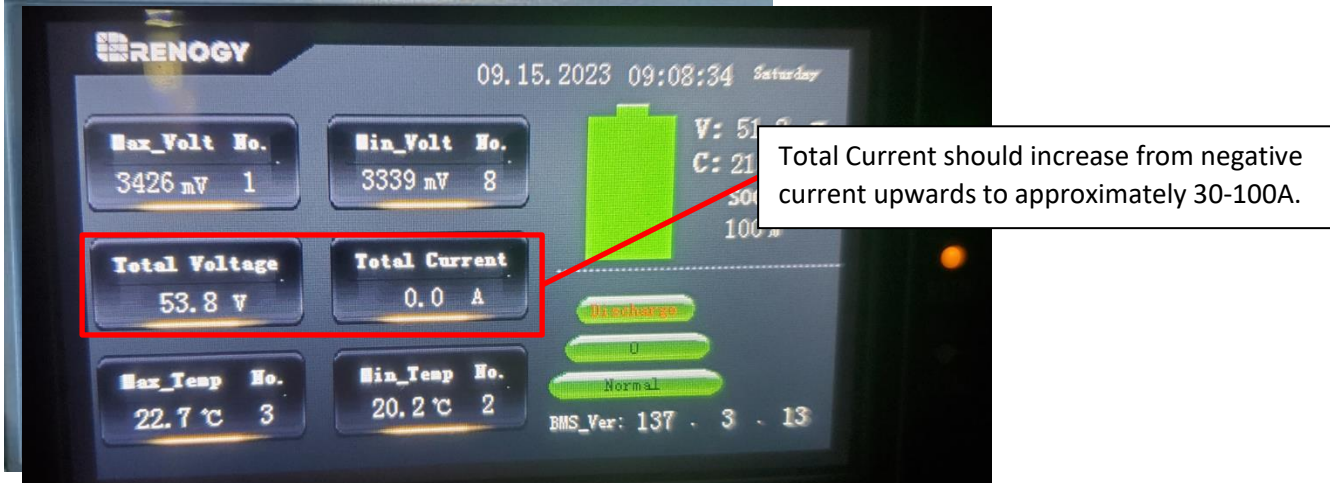 RENOGY
09.15.2023 09:08:34 Saturday
Max_Volt No.
3426 mV 1
Min_Volt No.
3339 mV 8
V: 51
C: 21
100%
Total Voltage
53.8 V
Total Current
0.0 A
Total Current should increase from negative
current upwards to approximately 30-100A.
Discharge
0
Normal
Max_Temp No.
22.7 ℃ 3
Min_Temp No.
20.2 ℃ 2
BMS_Ver: 137 . 3 . 13